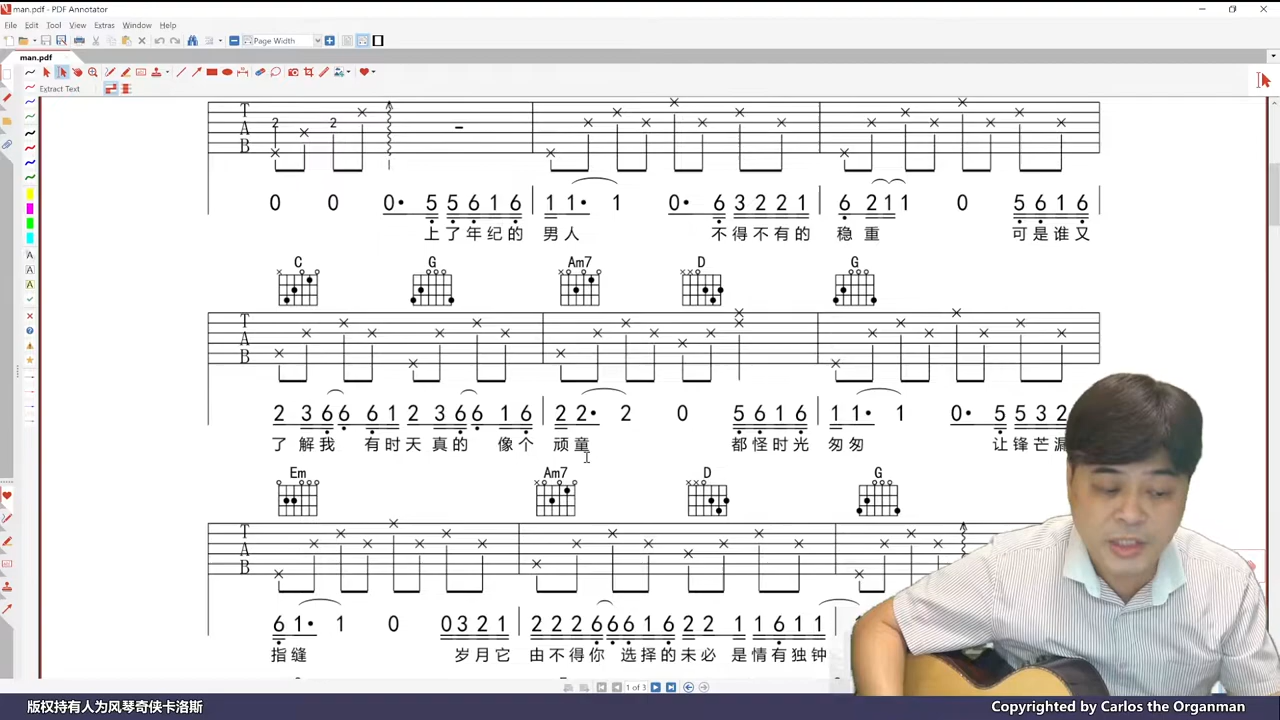 man.pdf - PDF Annotator
File Edit Tool View Extras Window Help
Page Width
man.pdf
Extract Text
T
A
B
2 2
0 0 0· 5 5 6 1 6 1 1· 1 0· 6 3 2 2 1 6 2 1 1 0 5 6 1 6
上了年纪的 男人 不得不有的 稳重 可是谁又
C G Am7 D G
T
A
B
2 3 6 6 6 1 2 3 6 6 1 6 2 2· 2 0 5 6 1 6 1 1· 1 0· 5 5 3 2
了解我 有时天真的 像个 顽童 都怪时光 匆匆 让锋芒漏
Em Am7 D G
T
A
B
6 1· 1 0 0 3 2 1 2 2 2 6 6 6 1 6 2 2 1 1 6 1 1
指缝 岁月它 由不得你 选择的未必 是情有独钟
1 of 3
版权持有人为风琴奇侠卡洛斯
Copyrighted by Carlos the Organman